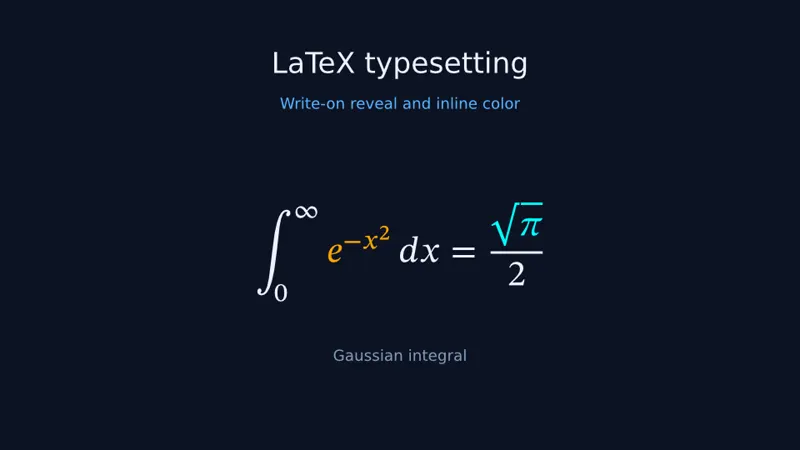 LaTeX typesetting
Write-on reveal and inline color
∫₀^∞ e^{−x²} dx = √π / 2
Gaussian integral